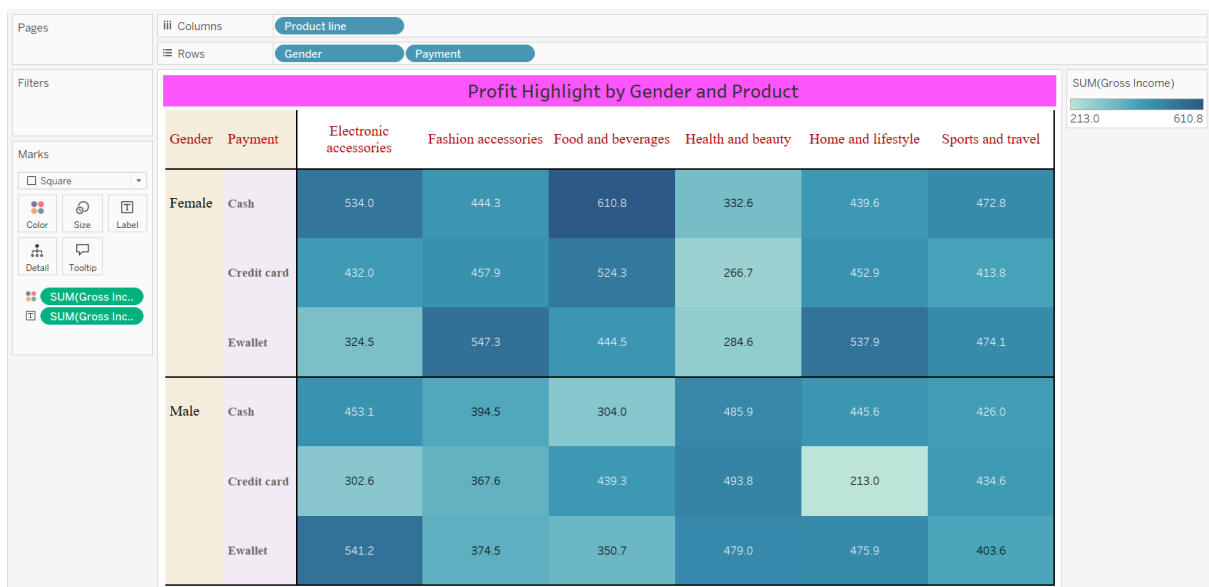 Pages
iii Columns
Product line
Rows
Gender Payment
Filters
Profit Highlight by Gender and Product
SUM(Gross Income)
213.0 610.8
Gender Payment Electronic accessories Fashion accessories Food and beverages Health and beauty Home and lifestyle Sports and travel
Marks
Square
Color Size Label
Detail Tooltip
SUM(Gross Inc..
T SUM(Gross Inc..
Female Cash 534.0 444.3 610.8 332.6 439.6 472.8
Credit card 432.0 457.9 524.3 266.7 452.9 413.8
Ewallet 324.5 547.3 444.5 284.6 537.9 474.1
Male Cash 453.1 394.5 304.0 485.9 445.6 426.0
Credit card 302.6 367.6 439.3 493.8 213.0 434.6
Ewallet 541.2 374.5 350.7 479.0 475.9 403.6